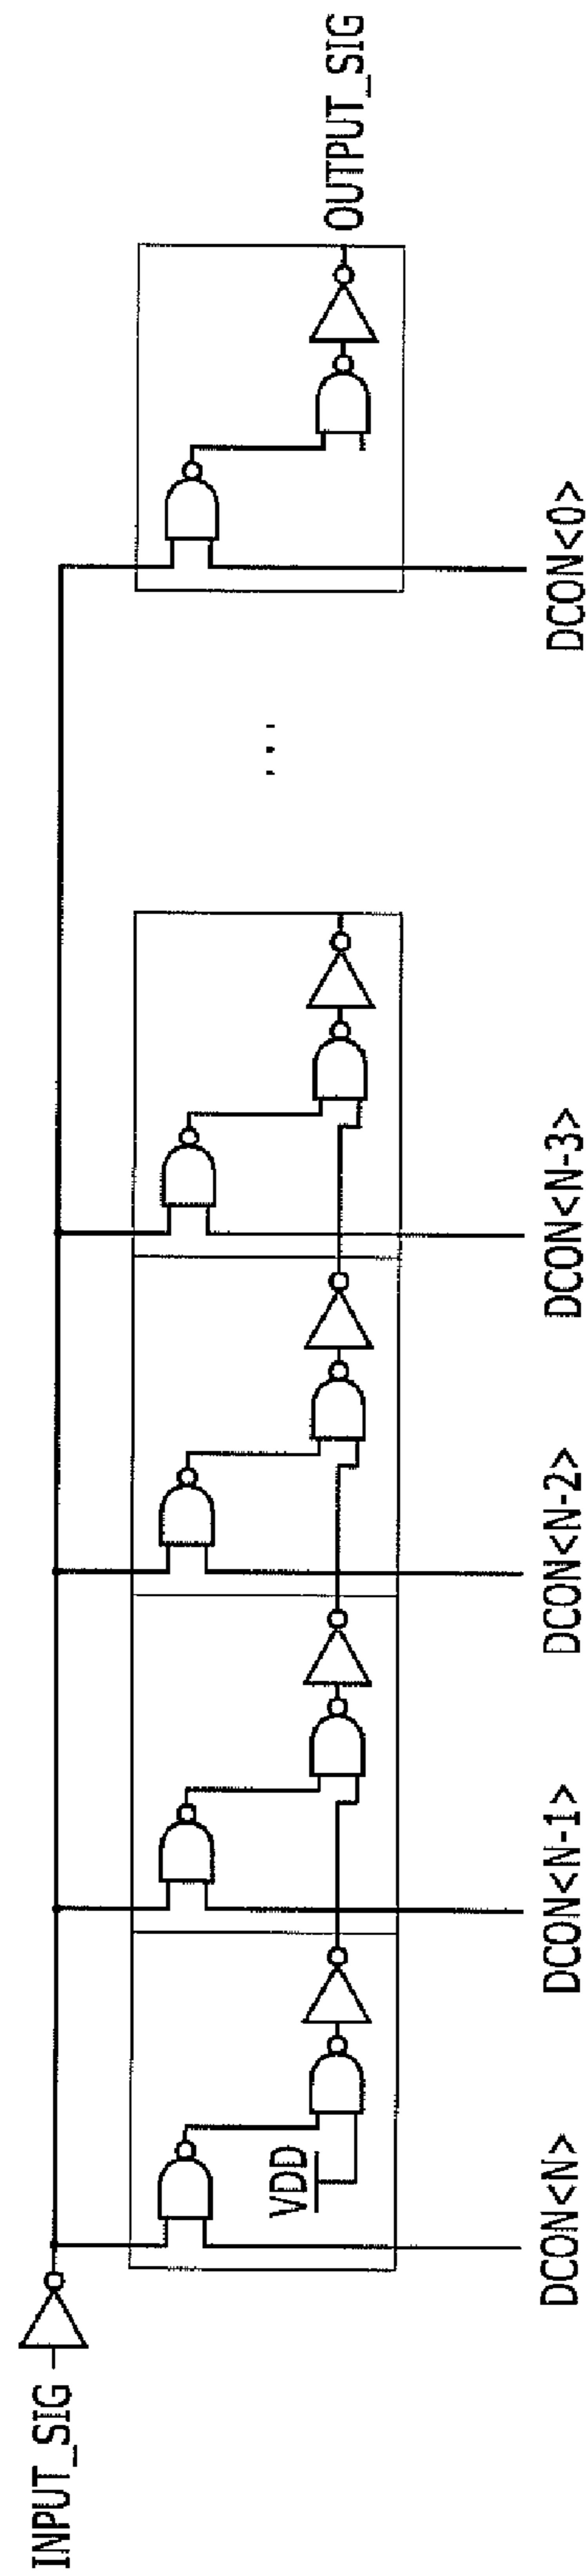 INPUT_SIG
VDD
DCON<N>
DCON<N-1>
DCON<N-2>
DCON<N-3>
...
DCON<0>
OUTPUT_SIG